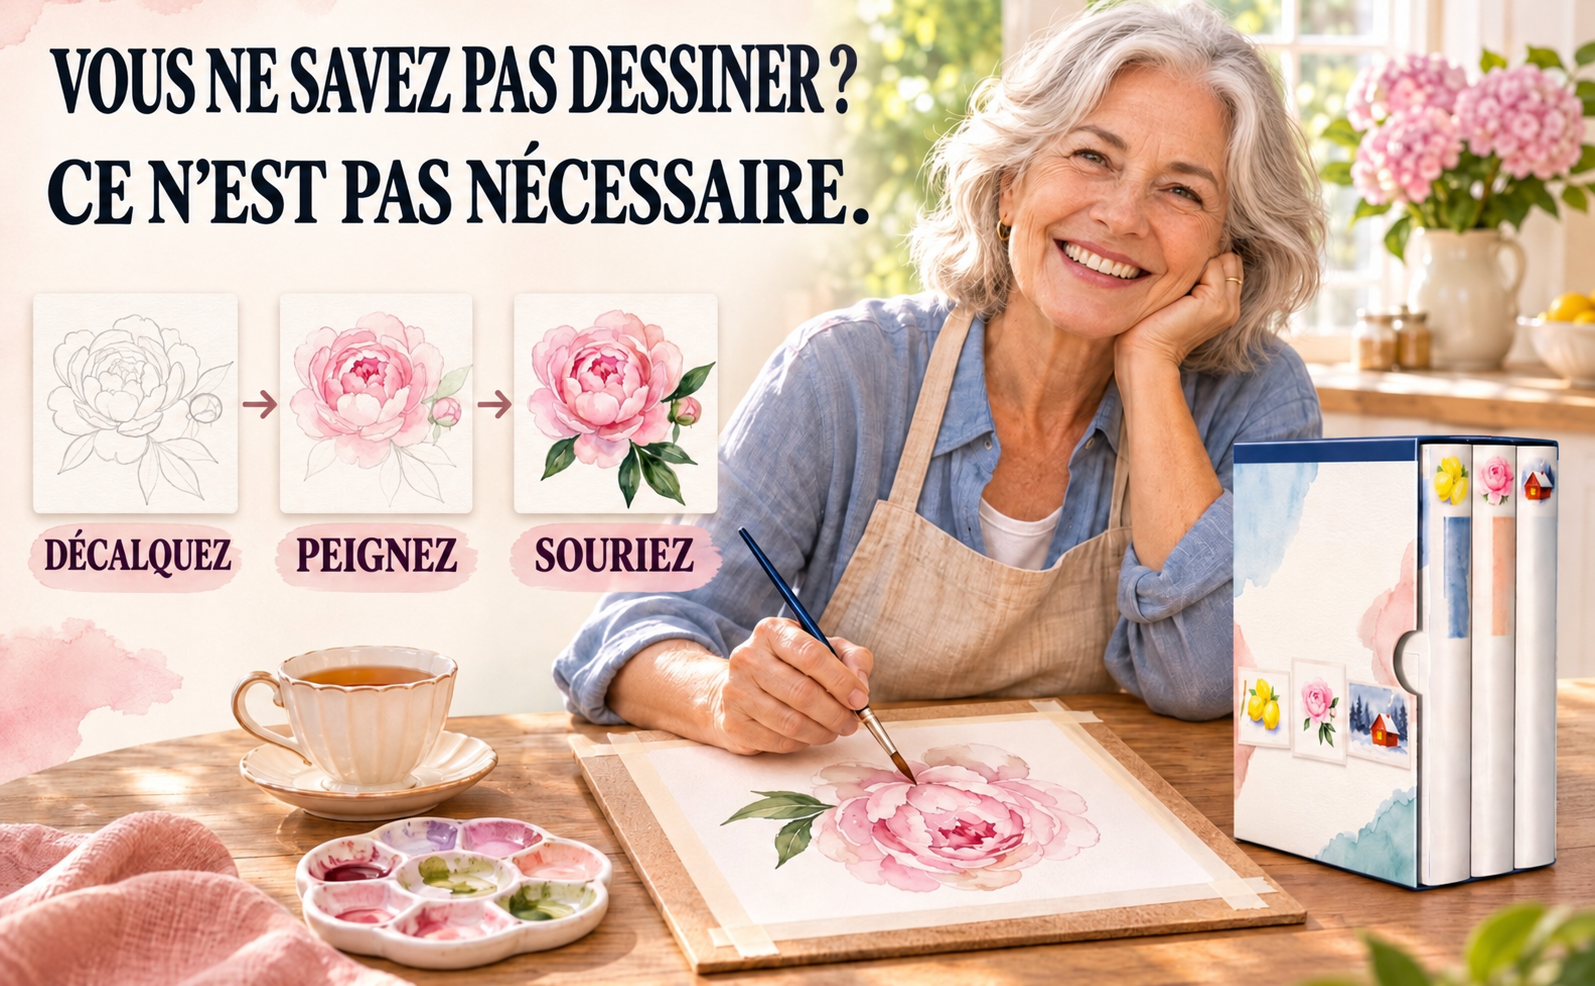 VOUS NE SAVEZ PAS DESSINER ?
CE N'EST PAS NÉCESSAIRE.
DÉCALQUEZ
PEIGNEZ
SOURIEZ